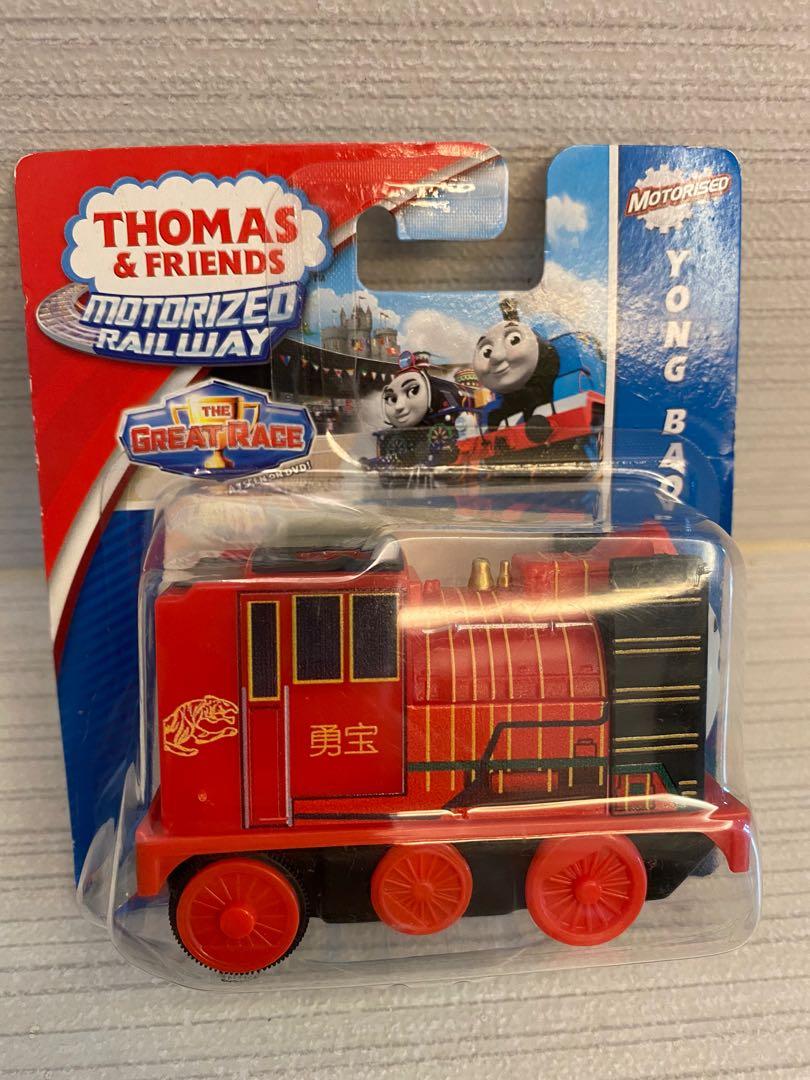 THOMAS
& FRIENDS
MOTORIZED
RAILWAY
THE
GREAT RACE
MOTORISED
YONG BAO
勇宝